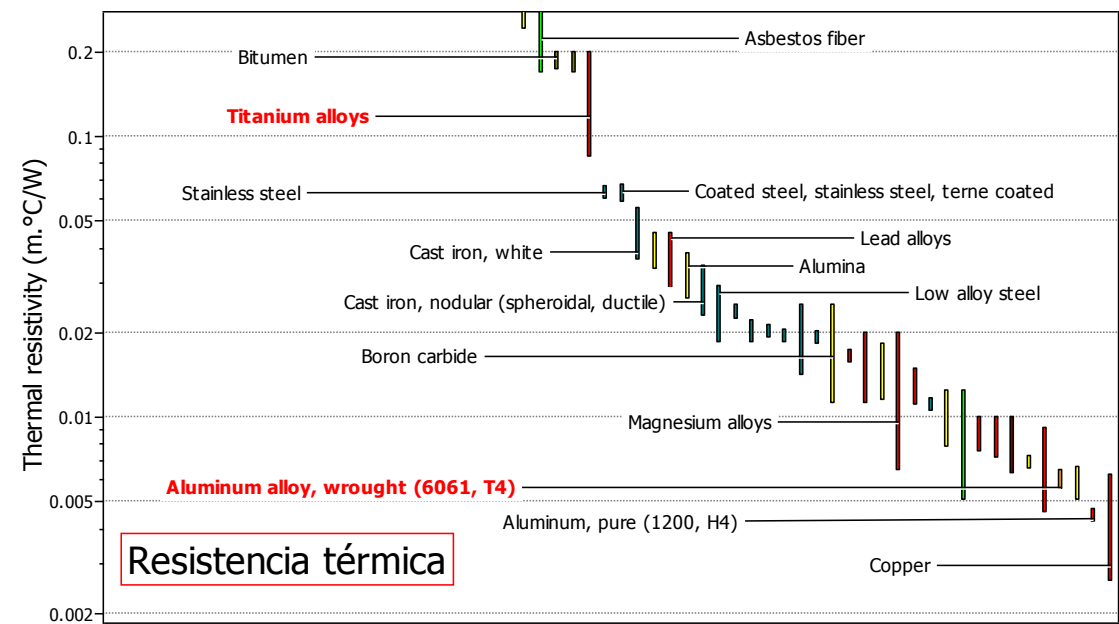 Asbestos fiber
0.2
Bitumen
Titanium alloys
0.1
Stainless steel
Coated steel, stainless steel, terne coated
0.05
Lead alloys
Cast iron, white
Alumina
Low alloy steel
Cast iron, nodular (spheroidal, ductile)
0.02
Boron carbide
0.01
Magnesium alloys
Aluminum alloy, wrought (6061, T4)
0.005
Aluminum, pure (1200, H4)
Resistencia térmica
Copper
0.002
Thermal resistivity (m.°C/W)